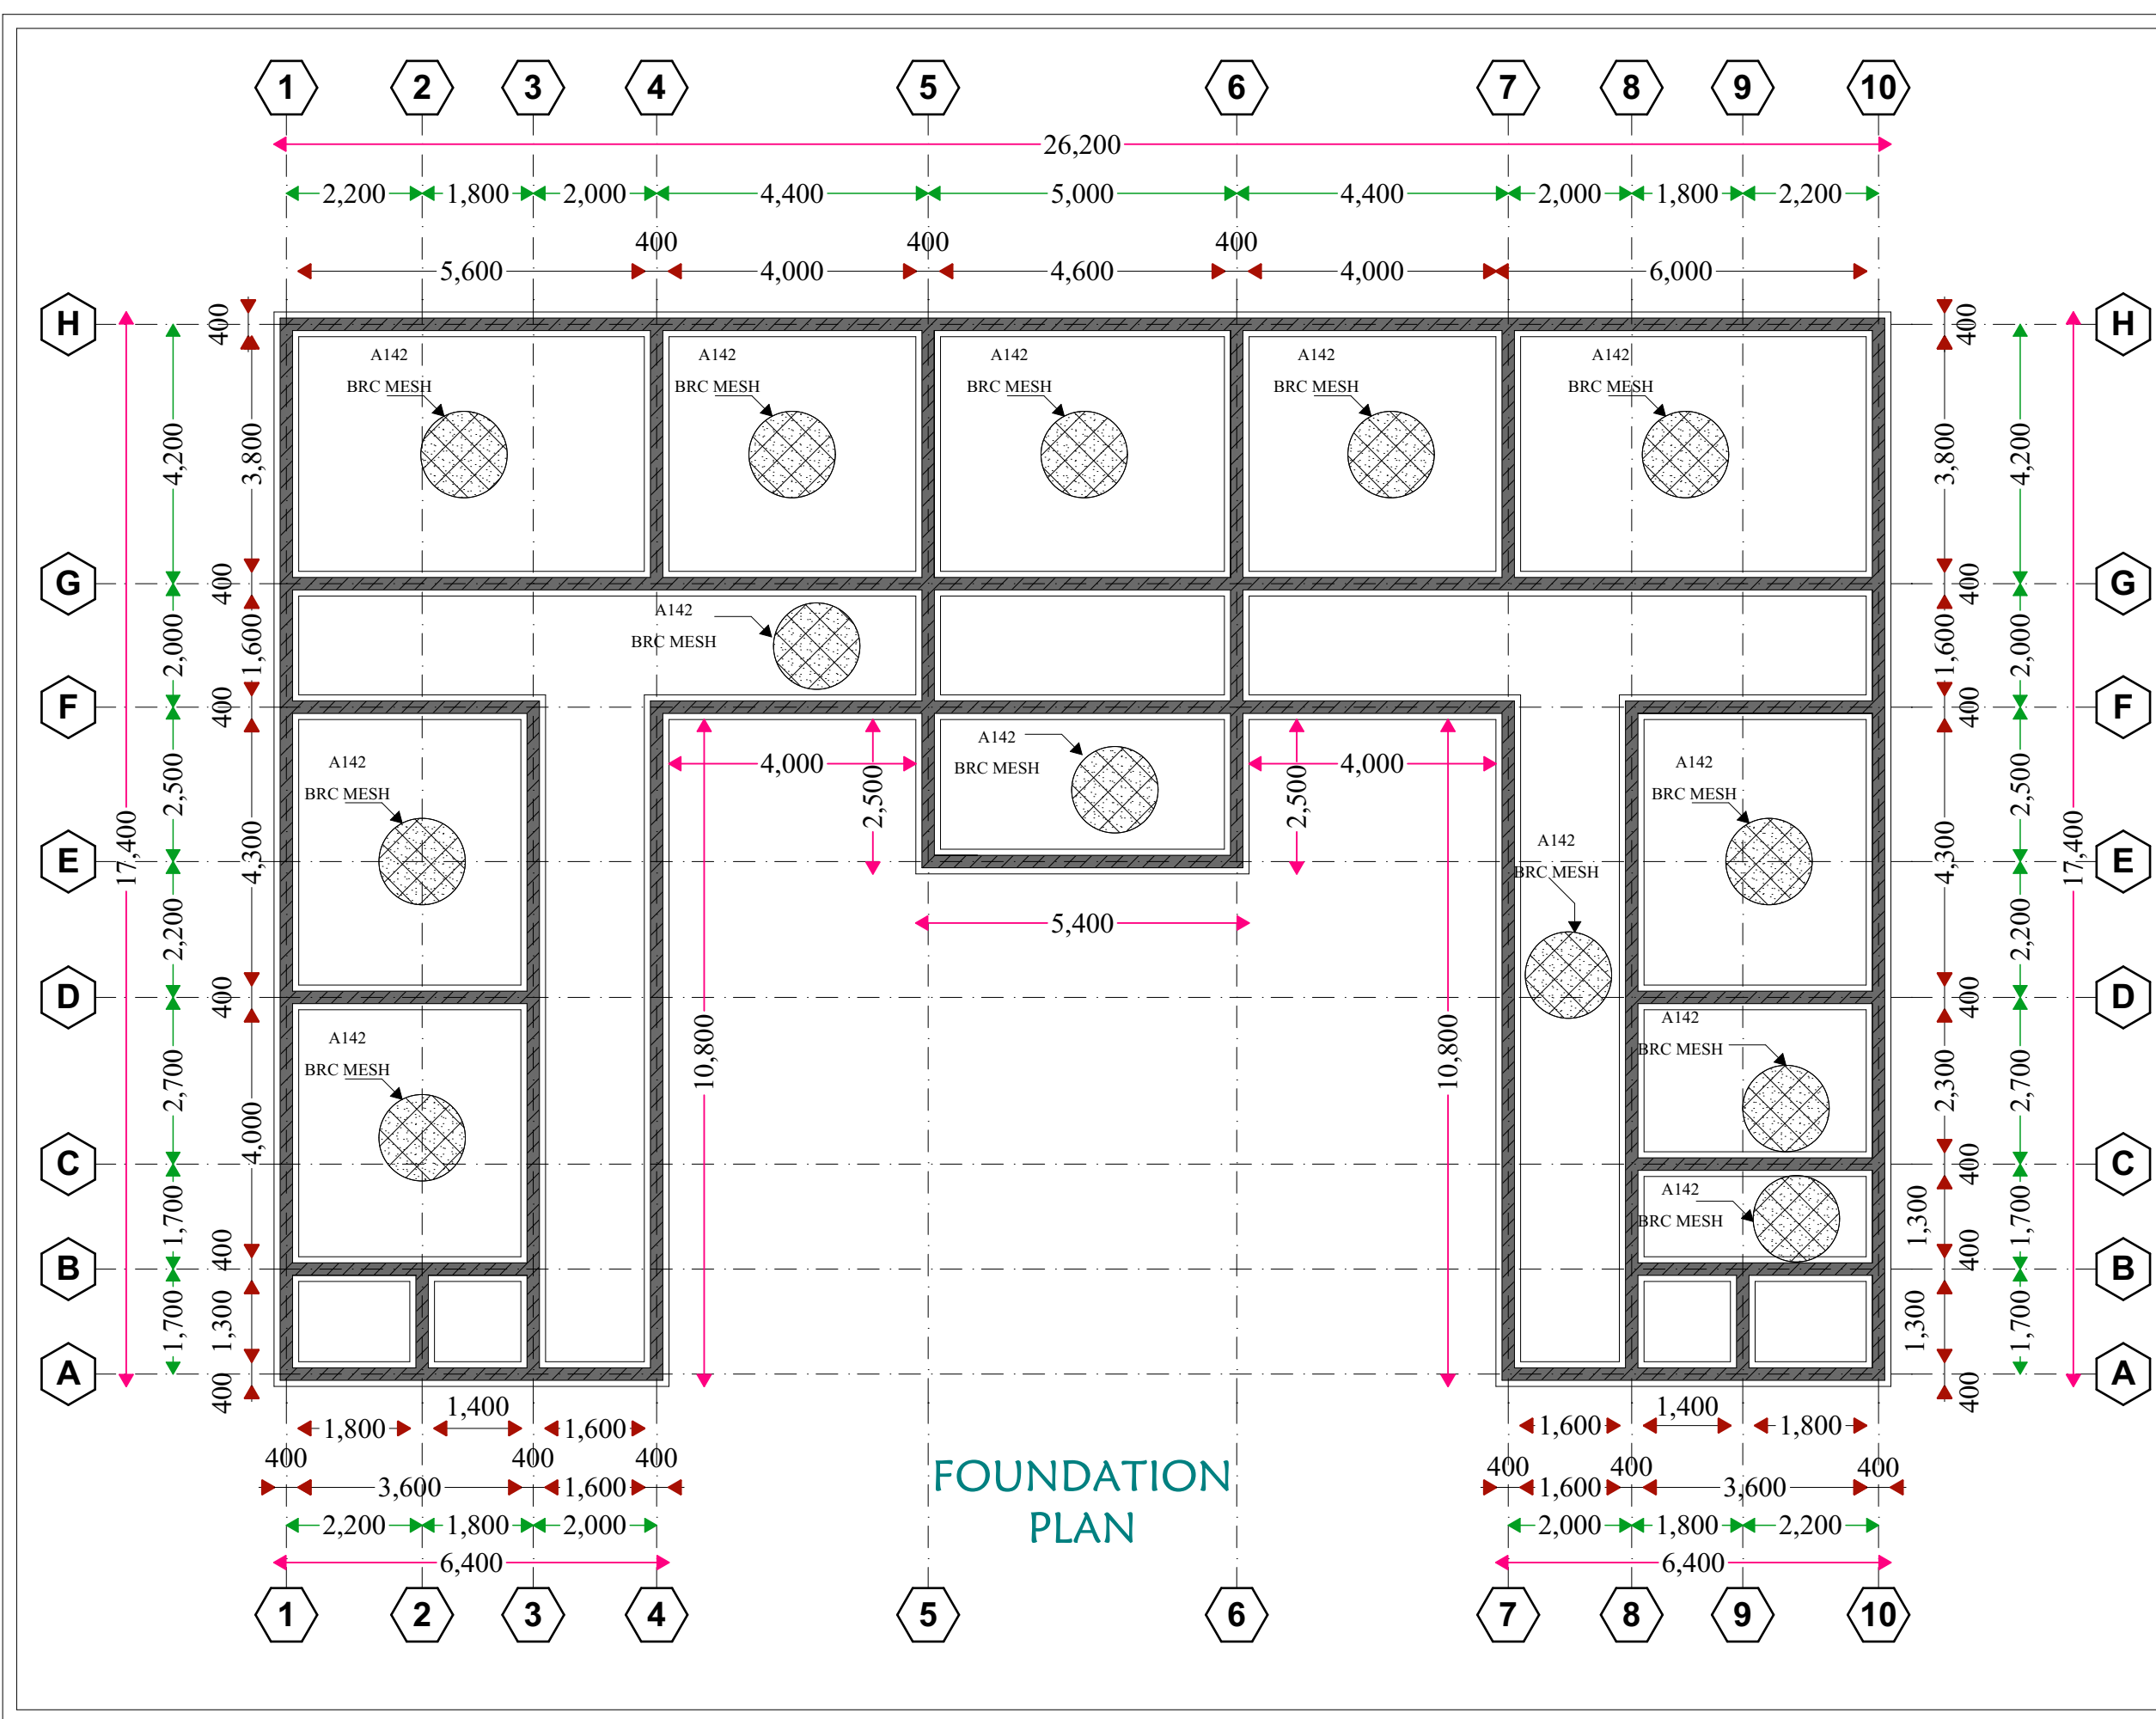 1 2 3 4 5 6 7 8 9 10
26,200
2,200 1,800 2,000 4,400 5,000 4,400 2,000 1,800 2,200
400 400 400
5,600 4,000 4,600 4,000 6,000
H 400 400 H
A142 A142 A142 A142 A142
BRC MESH BRC MESH BRC MESH BRC MESH BRC MESH
4,200 3,800 3,800 4,200
G 400 400 G
A142
BRC MESH
2,000 1,600 1,600 2,000
F 400 400 F
A142
BRC MESH
4,000 4,000
2,500 2,500 2,500 2,500
A142 A142
BRC MESH BRC MESH
17,400 4,300 4,300 17,400
A142
BRC MESH
E E
5,400
2,200 2,200
D 400 400 D
A142 A142
BRC MESH BRC MESH
10,800 10,800
2,700 4,000 2,300 2,700
C 400 C
A142
BRC MESH
1,700 1,300 1,700
B 400 400 B
1,700 1,300 1,300 1,700
A 400 400 A
1,800 1,400 1,600 1,600 1,400 1,800
400 400 400 400 400 400
3,600 1,600 1,600 3,600
FOUNDATION
PLAN
2,200 1,800 2,000 2,000 1,800 2,200
6,400 6,400
1 2 3 4 5 6 7 8 9 10